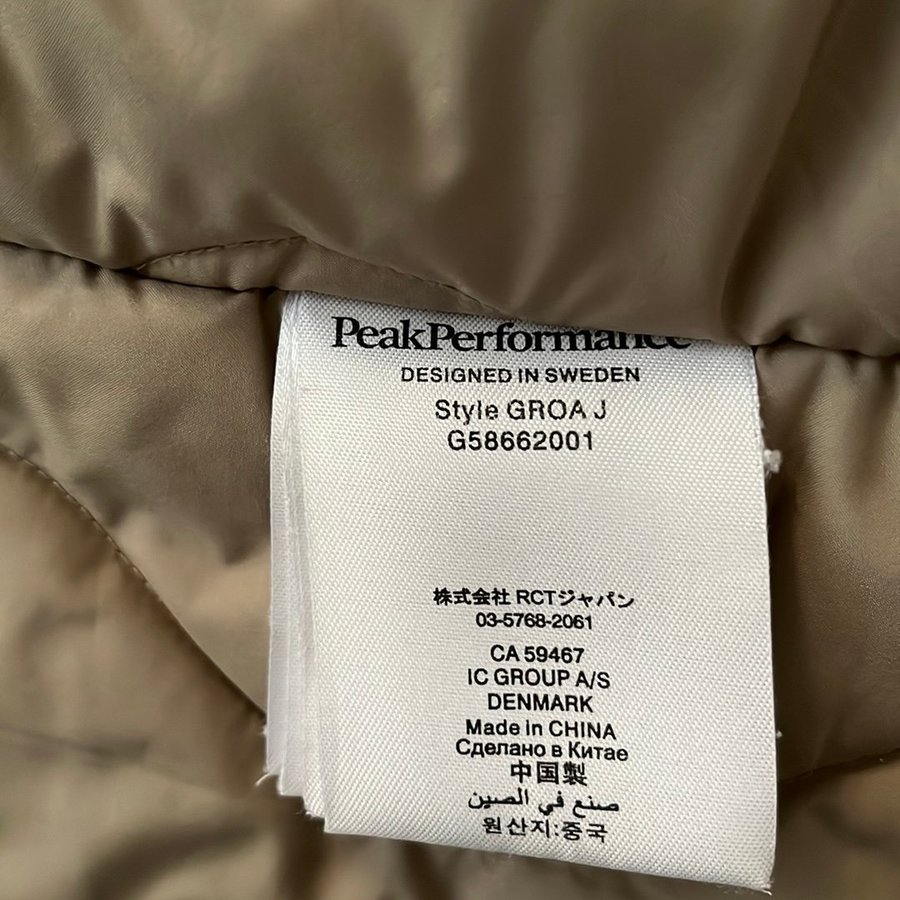 PeakPerformance
DESIGNED IN SWEDEN
Style GROA J
G58662001
株式会社 RCTジャパン
03-5768-2061
CA 59467
IC GROUP A/S
DENMARK
Made in CHINA
Сделано в Китае
中国製
صنع في الصين
원산지:중국